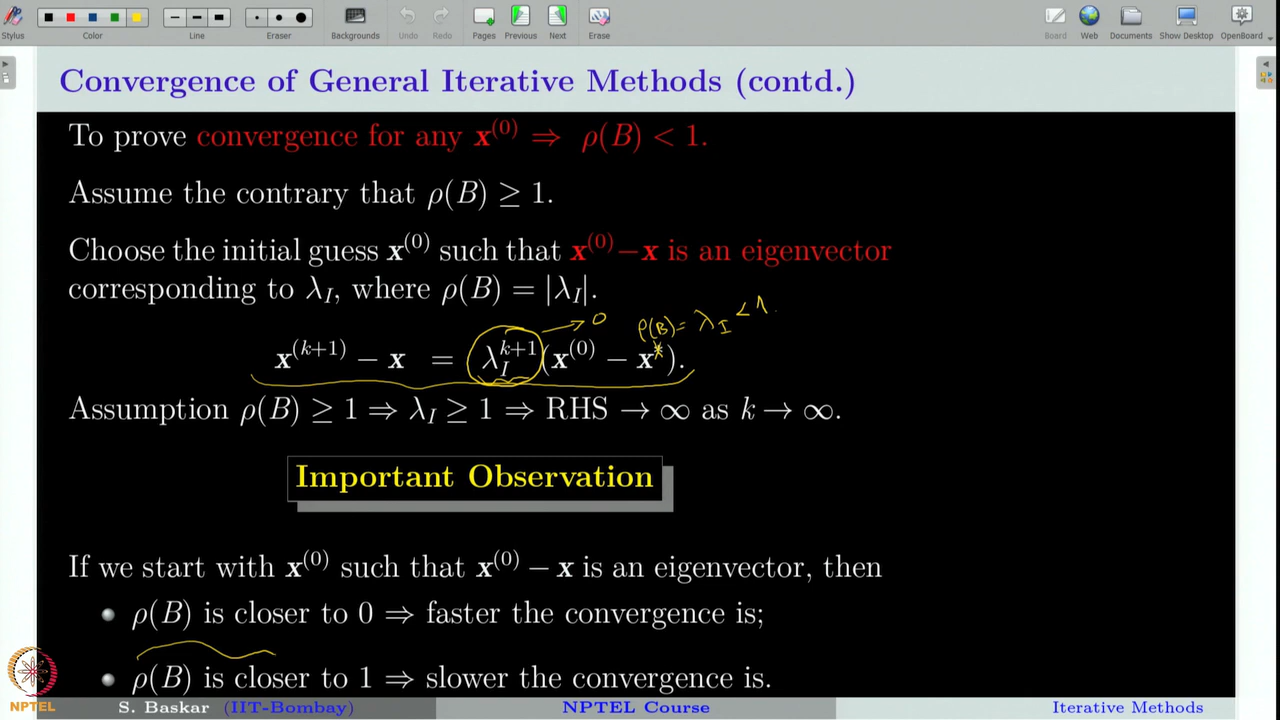 Stylus
Color
Line
Eraser
Backgrounds
Undo
Redo
Pages
Previous
Next
Erase
Board
Web
Documents
Show Desktop
OpenBoard
Convergence of General Iterative Methods (contd.)
To prove convergence for any x⁽⁰⁾ ⇒ ρ(B) < 1.
Assume the contrary that ρ(B) ≥ 1.
Choose the initial guess x⁽⁰⁾ such that x⁽⁰⁾−x is an eigenvector
corresponding to λ_I, where ρ(B) = |λ_I|.
→ 0
ρ(B) = λ_I < 1.
x^(k+1) − x = λ_I^{k+1}(x⁽⁰⁾ − x*).
Assumption ρ(B) ≥ 1 ⇒ λ_I ≥ 1 ⇒ RHS → ∞ as k → ∞.
Important Observation
If we start with x⁽⁰⁾ such that x⁽⁰⁾ − x is an eigenvector, then
• ρ(B) is closer to 0 ⇒ faster the convergence is;
• ρ(B) is closer to 1 ⇒ slower the convergence is.
NPTEL
S. Baskar (IIT-Bombay)
NPTEL Course
Iterative Methods